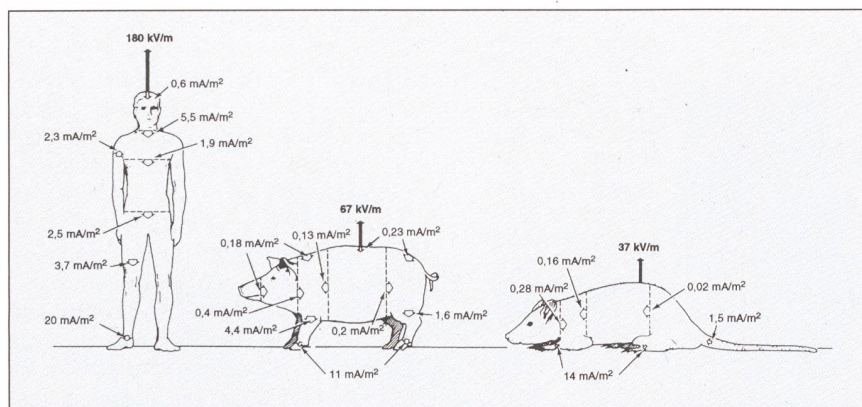 180 kV/m
0,6 mA/m²
5,5 mA/m²
2,3 mA/m²
1,9 mA/m²
2,5 mA/m²
3,7 mA/m²
20 mA/m²
67 kV/m
0,13 mA/m²
0,23 mA/m²
0,18 mA/m²
0,4 mA/m²
4,4 mA/m²
0,2 mA/m²
1,6 mA/m²
11 mA/m²
37 kV/m
0,16 mA/m²
0,28 mA/m²
0,02 mA/m²
1,5 mA/m²
14 mA/m²